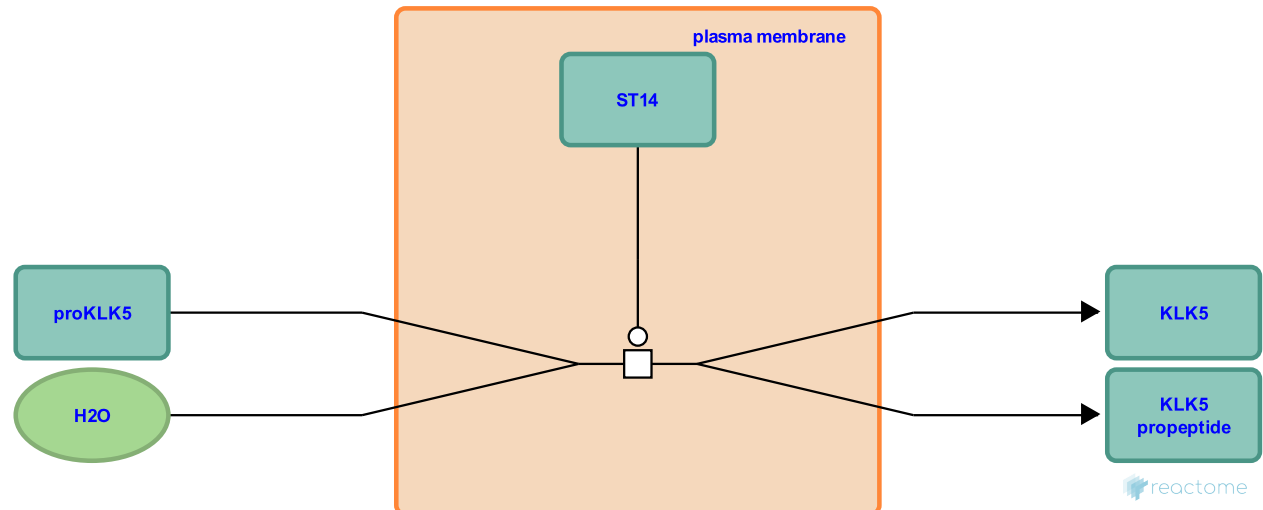 plasma membrane
ST14
proKLK5
KLK5
H2O
KLK5
propeptide
reactome